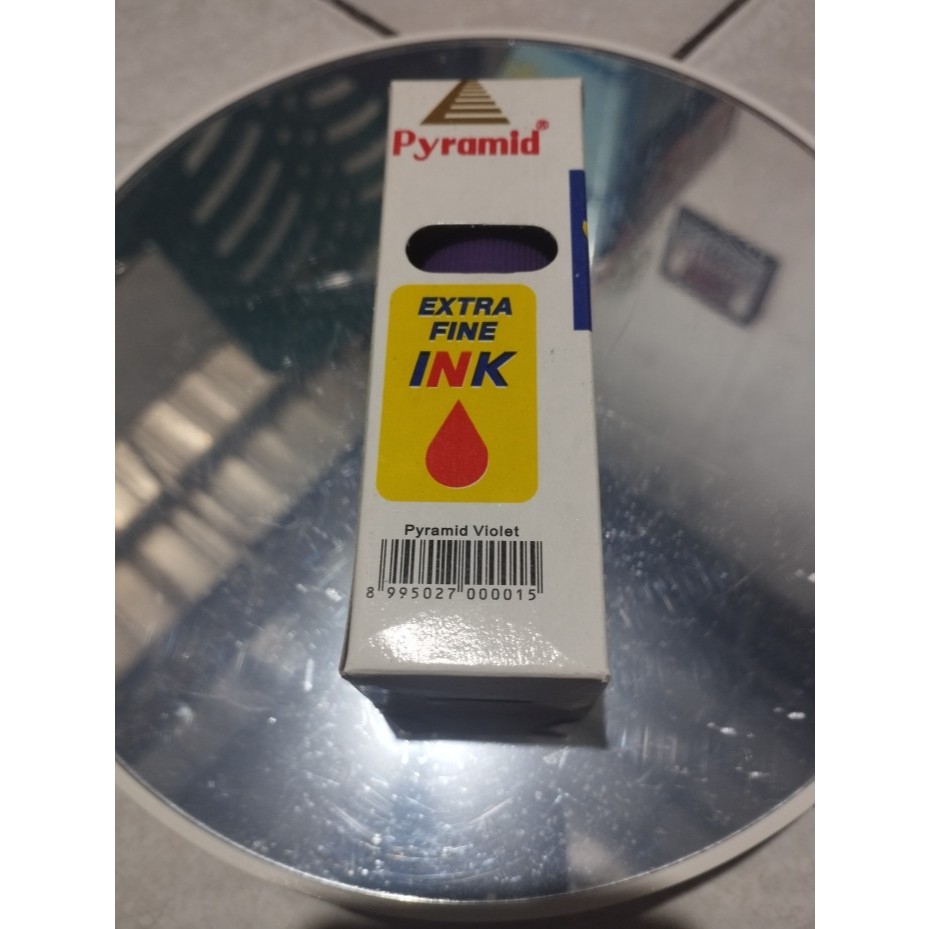 Pyramid®
EXTRA
FINE
INK
Pyramid Violet
8 995027 000015